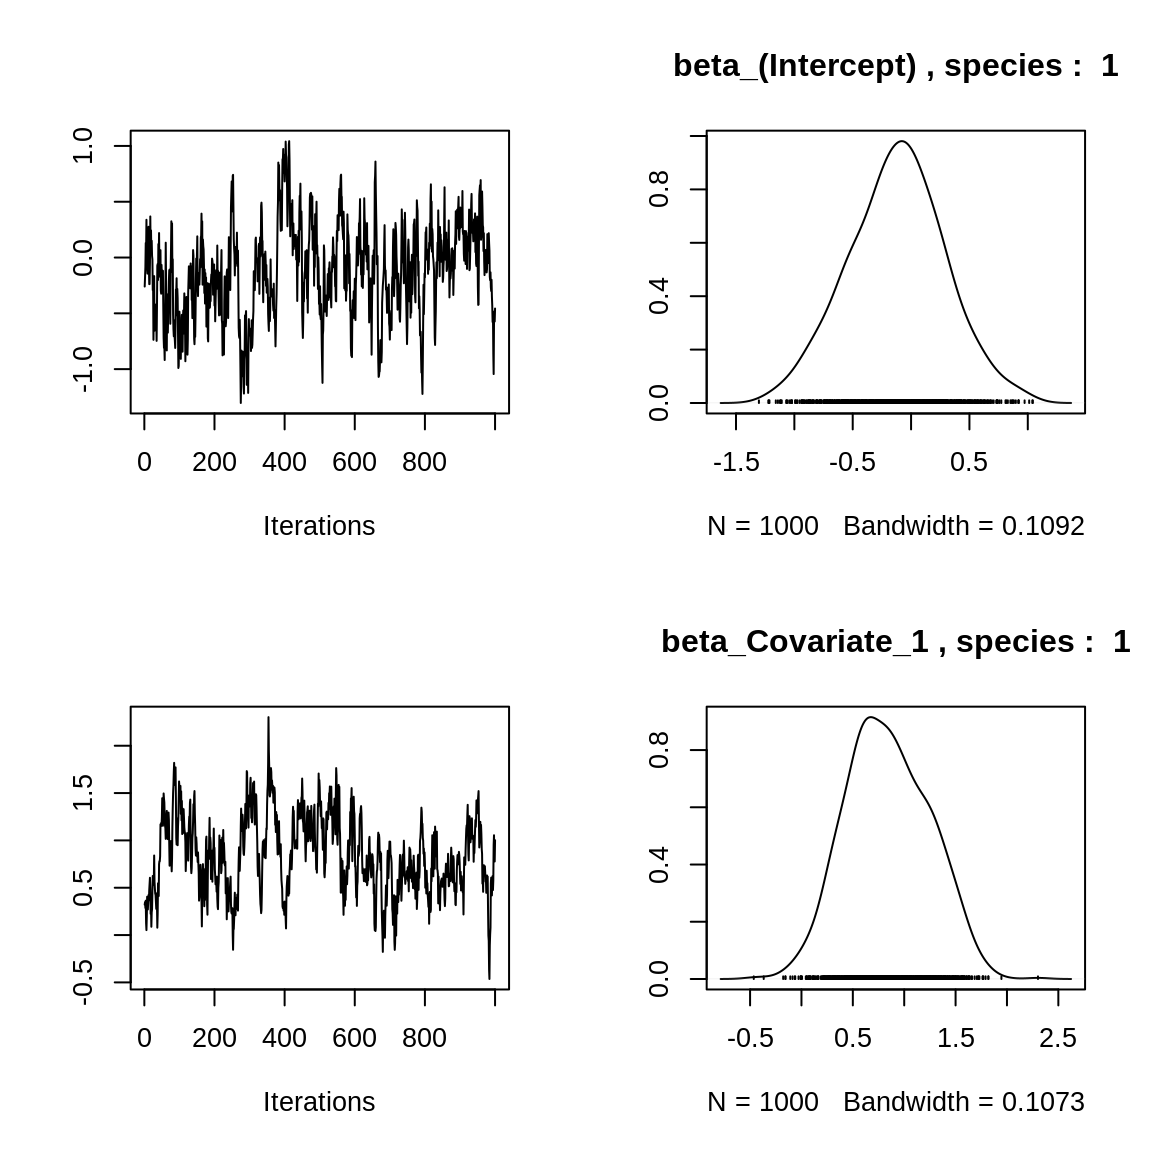 beta_(Intercept) , species :  1
1.0
0.0
-1.0
0 200 400 600 800
Iterations
0.8
0.4
0.0
-1.5 -0.5 0.5
N = 1000   Bandwidth = 0.1092
beta_Covariate_1 , species :  1
1.5
0.5
-0.5
0 200 400 600 800
Iterations
0.8
0.4
0.0
-0.5 0.5 1.5 2.5
N = 1000   Bandwidth = 0.1073